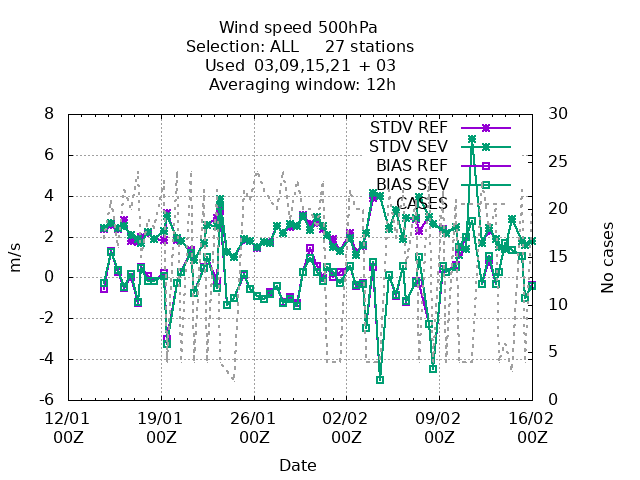 Wind speed 500hPa
Selection: ALL 27 stations
Used 03,09,15,21 + 03
Averaging window: 12h
8
6
4
2
0
-2
-4
-6
m/s
30
25
20
15
10
5
0
No cases
STDV REF
STDV SEV
BIAS REF
BIAS SEV
CASES
12/01 19/01 26/01 02/02 09/02 16/02
00Z 00Z 00Z 00Z 00Z 00Z
Date